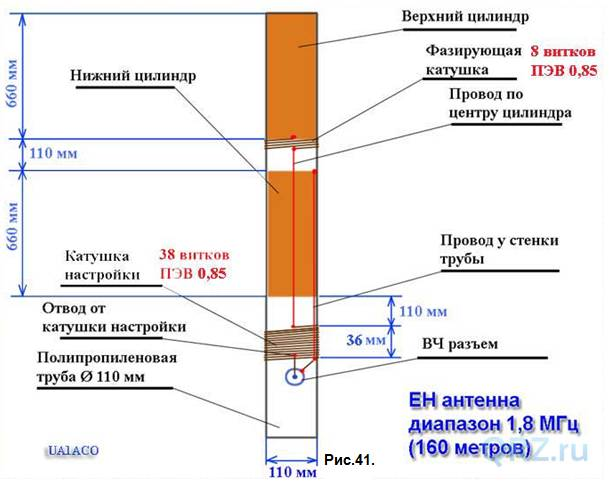 Верхний цилиндр
Фазирующая
катушка
8 витков
ПЭВ 0,85
Нижний цилиндр
Провод по
центру цилиндра
660 мм
110 мм
660 мм
Катушка
настройки
38 витков
ПЭВ 0,85
Провод у стенки
трубы
Отвод от
катушки настройки
110 мм
36 мм
ВЧ разъем
Полипропиленовая
труба Ø 110 мм
ЕН антенна
диапазон 1,8 МГц
(160 метров)
QRZ.ru
UA1ACO
Рис.41.
110 мм